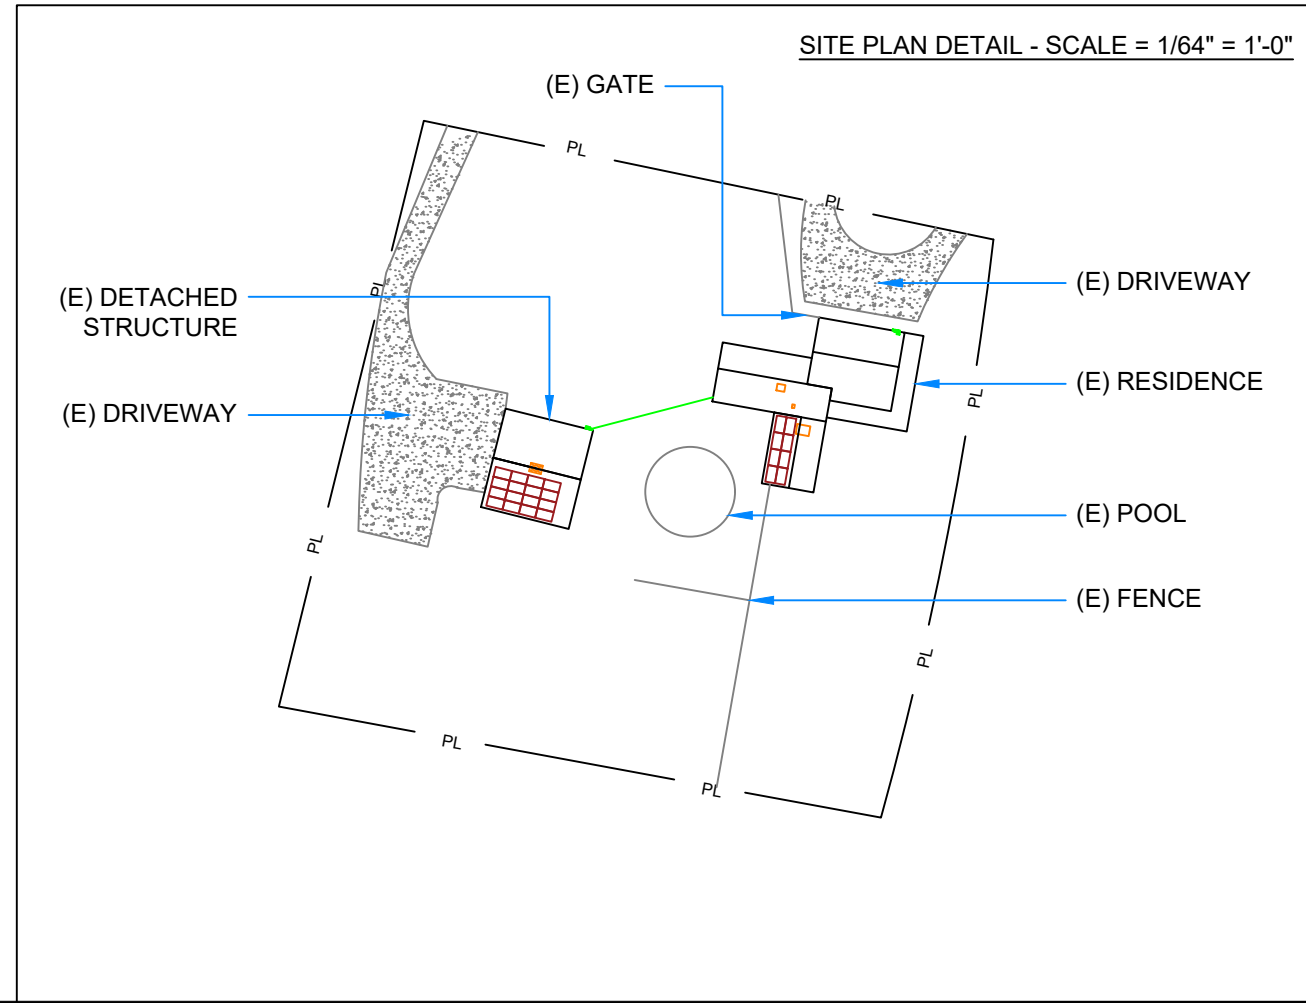 SITE PLAN DETAIL - SCALE = 1/64" = 1'-0"
(E) GATE
PL
PL
(E) DRIVEWAY
PL
(E) DETACHED
STRUCTURE
(E) RESIDENCE
PL
(E) DRIVEWAY
(E) POOL
PL
(E) FENCE
PL
PL
PL